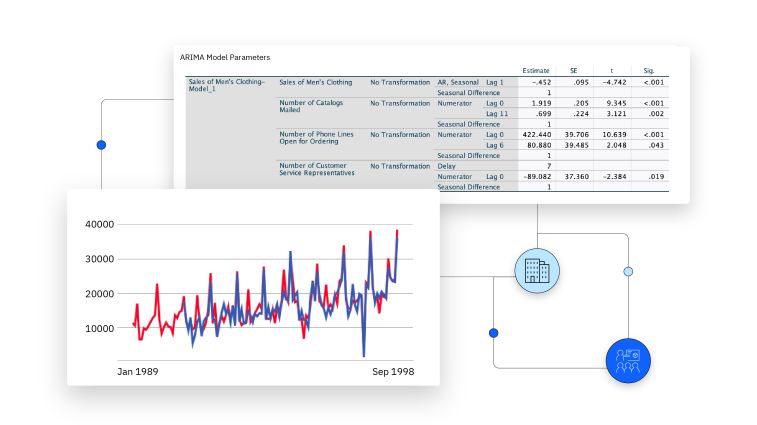 ARIMA Model Parameters
Estimate SE t Sig.
Sales of Men's Clothing– Sales of Men's Clothing No Transformation AR, Seasonal Lag 1 -.452 .095 -4.742 <.001
Model_1
Seasonal Difference 1
Number of Catalogs No Transformation Numerator Lag 0 1.919 .205 9.345 <.001
Mailed Lag 11 .699 .224 3.121 .002
Seasonal Difference 1
Number of Phone Lines No Transformation Numerator Lag 0 422.440 39.706 10.639 <.001
Open for Ordering Lag 6 80.880 39.485 2.048 .043
Seasonal Difference 1
Number of Customer No Transformation Delay 7
Service Representatives Numerator Lag 0 -89.082 37.360 -2.384 .019
Seasonal Difference 1
40000
30000
20000
10000
Jan 1989 Sep 1998